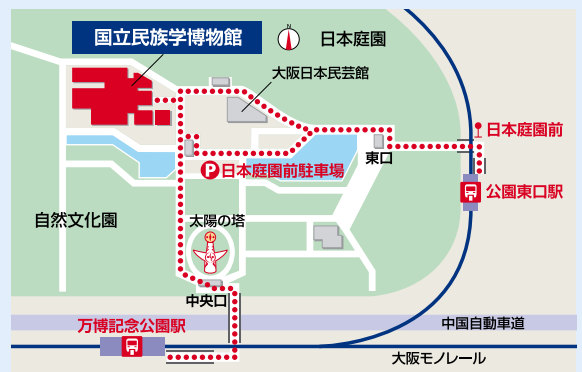 国立民族学博物館
N
日本庭園
大阪日本民芸館
日本庭園前
東口
P日本庭園前駐車場
公園東口駅
自然文化園
太陽の塔
中央口
万博記念公園駅
中国自動車道
大阪モノレール